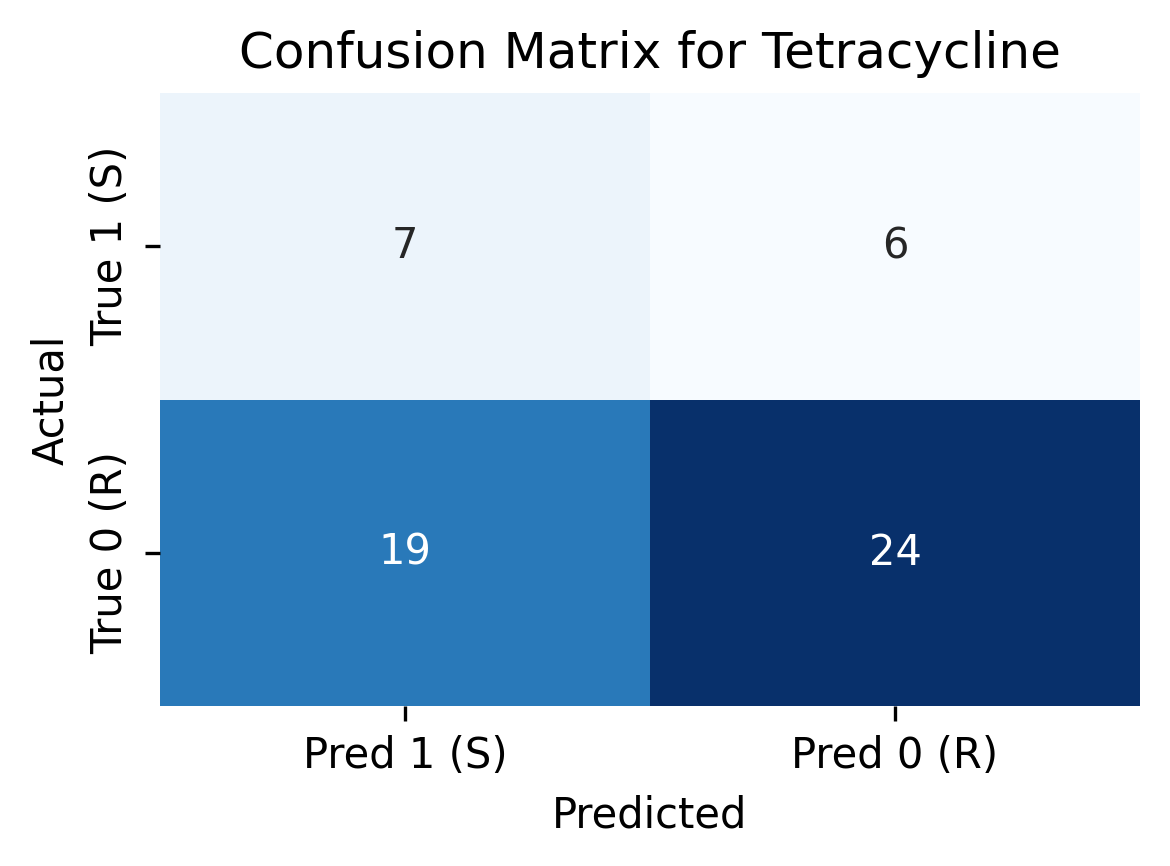 Confusion Matrix for Tetracycline
Actual
True 1 (S)
7
6
True 0 (R)
19
24
Pred 1 (S)
Pred 0 (R)
Predicted